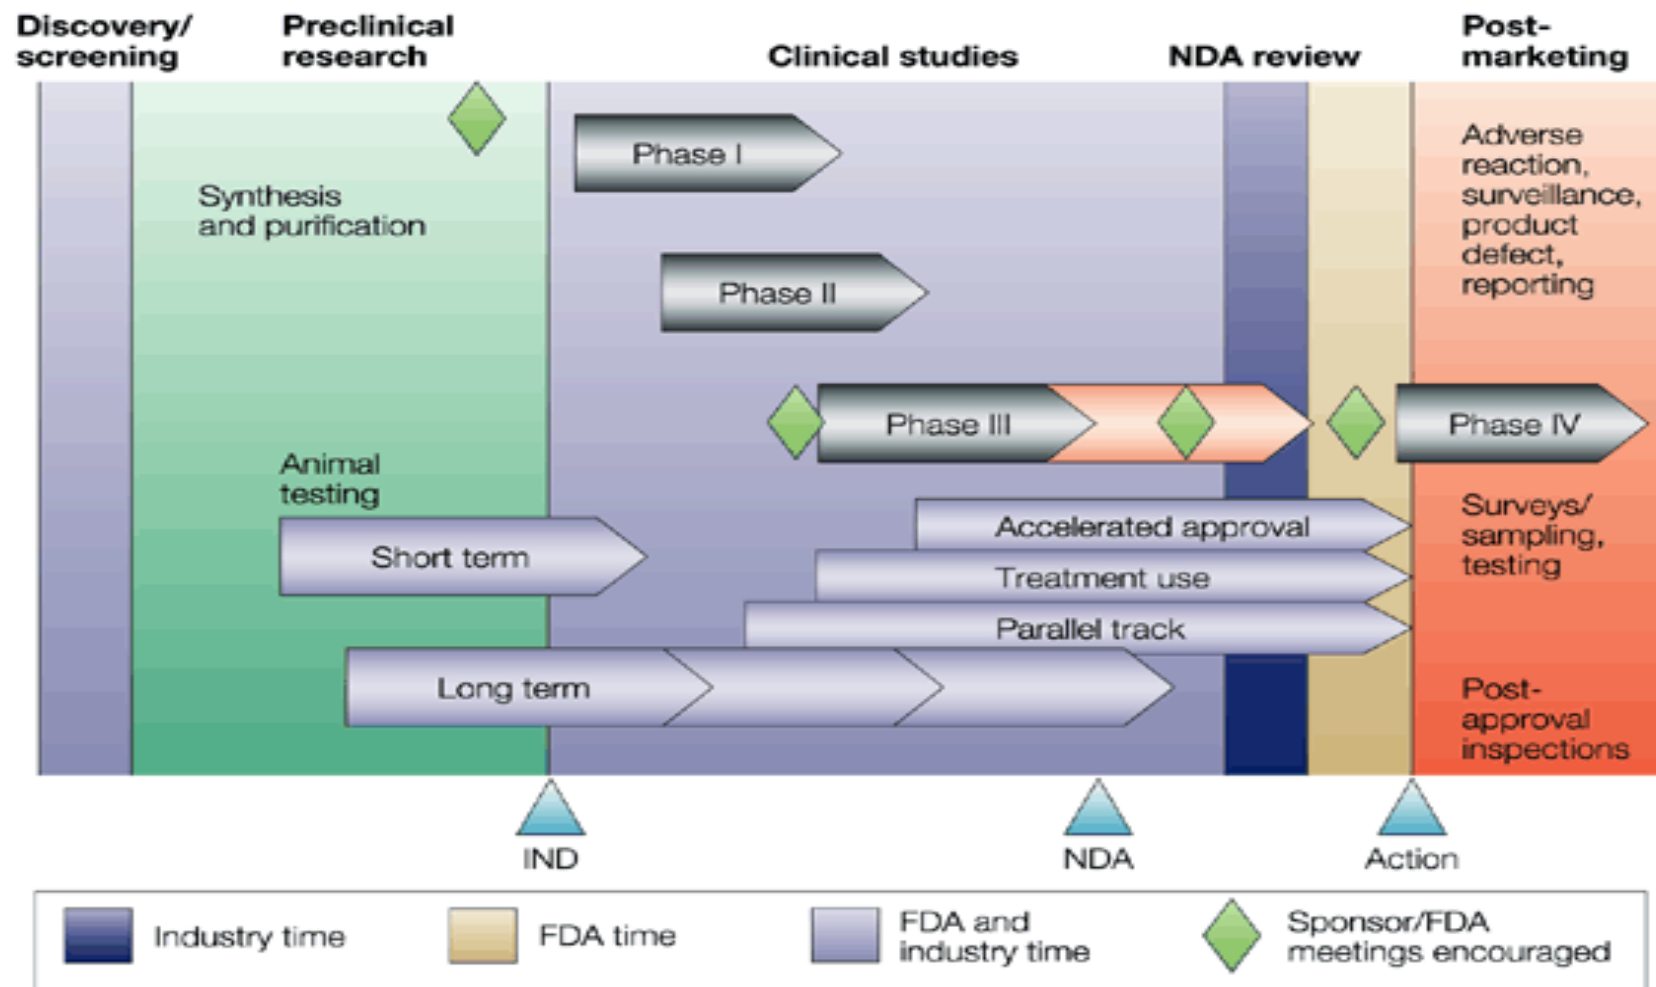 Discovery/
screening
Preclinical
research
Clinical studies
NDA review
Post-
marketing
Phase I
Synthesis
and purification
Phase II
Adverse
reaction,
surveillance,
product
defect,
reporting
Phase III
Phase IV
Animal
testing
Short term
Accelerated approval
Treatment use
Parallel track
Long term
Surveys/
sampling,
testing
Post-
approval
inspections
IND
NDA
Action
Industry time
FDA time
FDA and
industry time
Sponsor/FDA
meetings encouraged